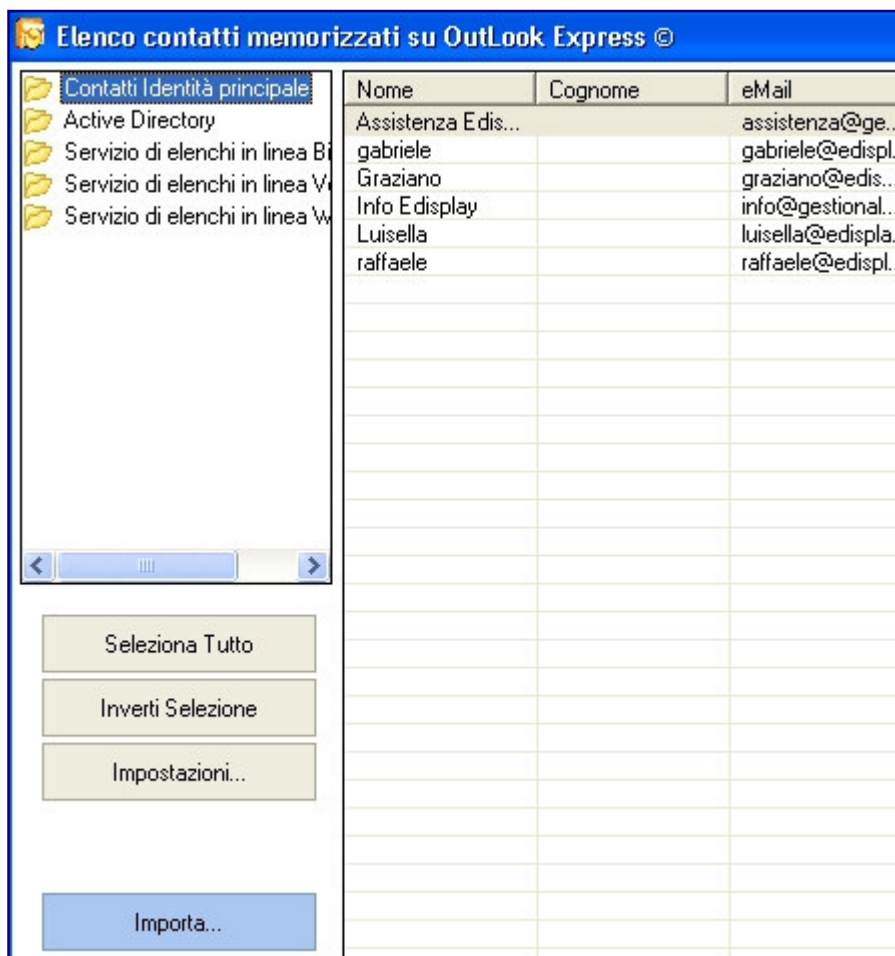 Elenco contatti memorizzati su OutLook Express ©
Contatti Identità principale
Active Directory
Servizio di elenchi in linea Bi
Servizio di elenchi in linea V
Servizio di elenchi in linea W
Seleziona Tutto
Inverti Selezione
Impostazioni...
Importa...
Nome Cognome eMail
Assistenza Edis... assistenza@ge...
gabriele gabriele@edispl...
Graziano graziano@edis...
Info Edisplay info@gestional...
Luisella luisella@edispla...
raffaele raffaele@edispl...